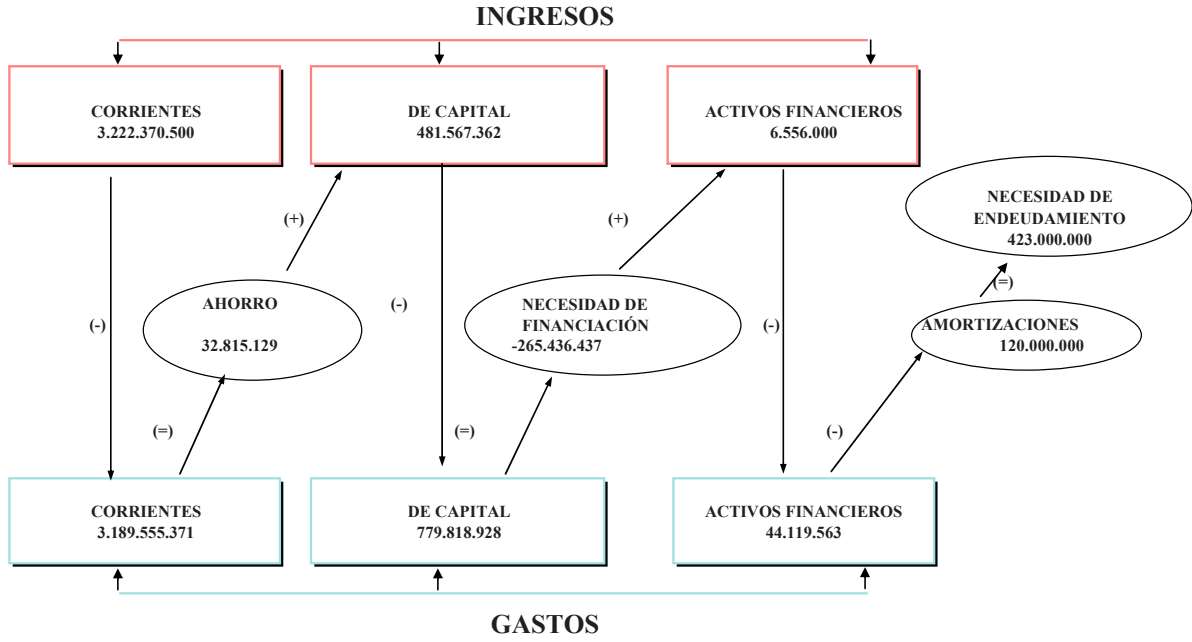 INGRESOS
CORRIENTES
3.222.370.500
DE CAPITAL
481.567.362
ACTIVOS FINANCIEROS
6.556.000
NECESIDAD DE
ENDEUDAMIENTO
423.000.000
(+)
(+)
(=)
AHORRO
32.815.129
NECESIDAD DE
FINANCIACIÓN
-265.436.437
AMORTIZACIONES
120.000.000
(-)
(-)
(-)
(=)
(=)
(-)
CORRIENTES
3.189.555.371
DE CAPITAL
779.818.928
ACTIVOS FINANCIEROS
44.119.563
GASTOS